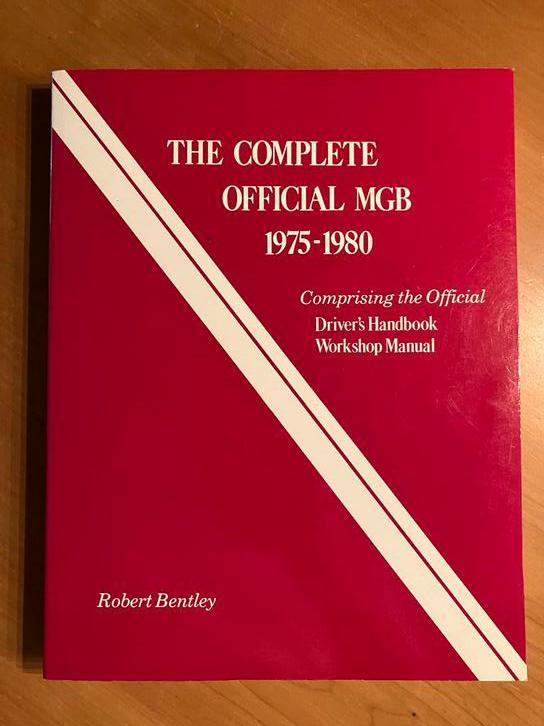 THE COMPLETE
OFFICIAL MGB
1975-1980
Comprising the Official
Driver's Handbook
Workshop Manual
Robert Bentley